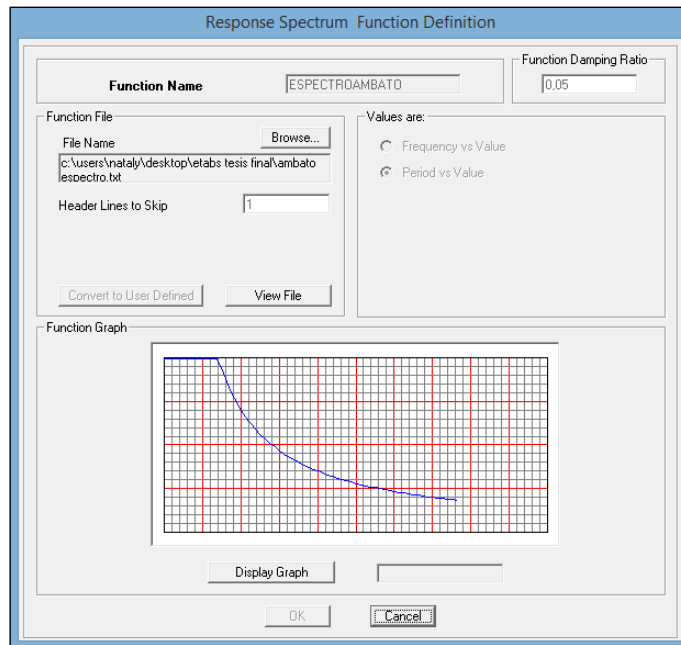 Response Spectrum Function Definition
Function Name
ESPECTROAMBATO
Function Damping Ratio
0,05
Function File
File Name
Browse...
c:\users\nataly\desktop\etabs tesis final\ambato
espectro.txt
Header Lines to Skip
1
Convert to User Defined
View File
Values are:
Frequency vs Value
Period vs Value
Function Graph
Display Graph
OK
Cancel